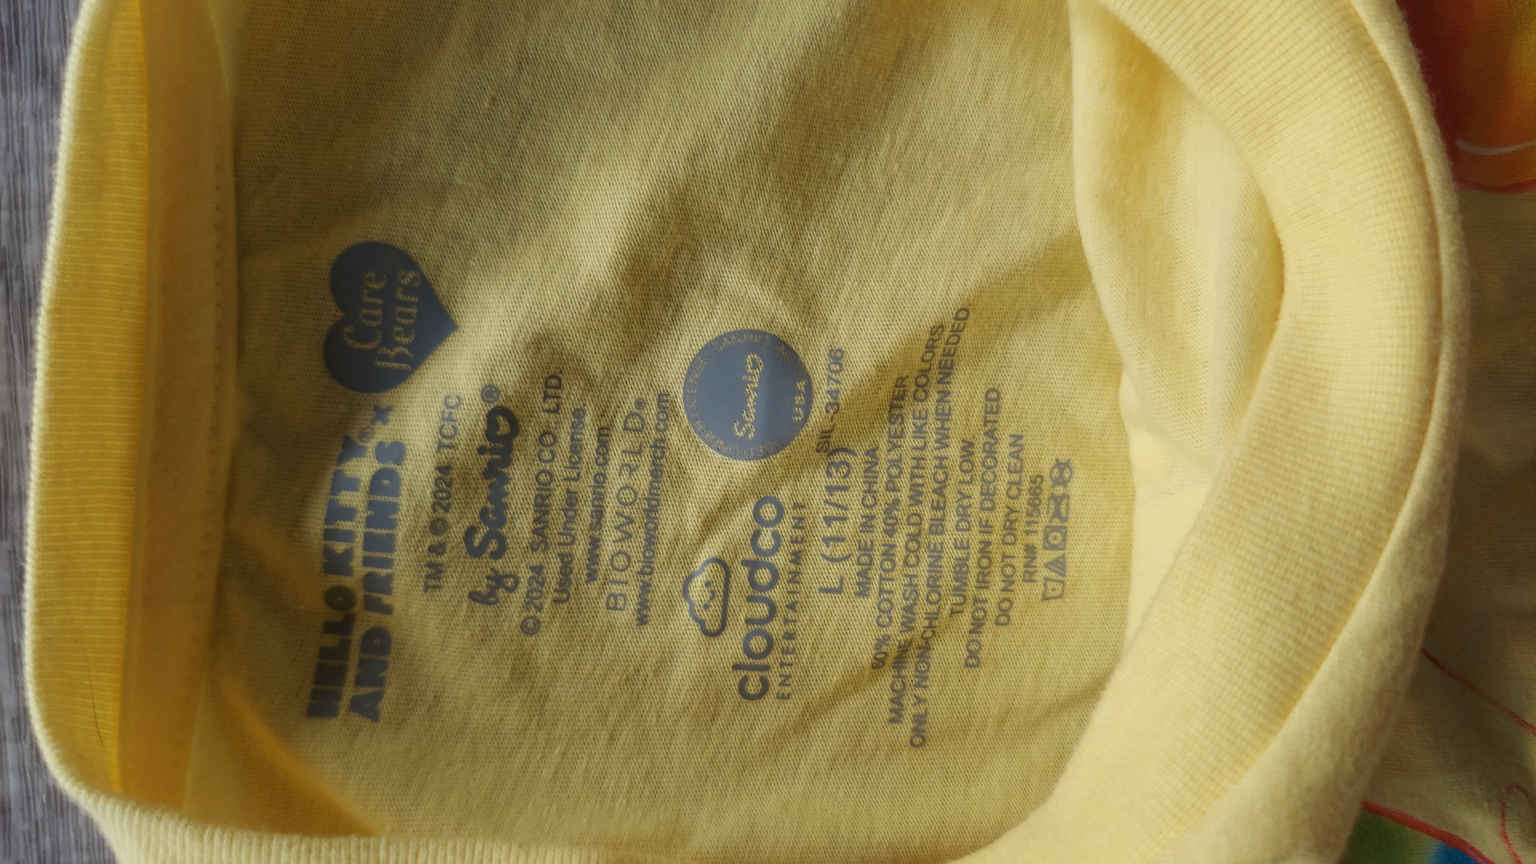 HELLO KITTY®
AND FRIENDS x
Care
Bears
TM & © 2024 TCFC
by Sanrio®
©2024 SANRIO CO., LTD.
Used Under License.
www.sanrio.com
BIOWORLD®
www.bioworldmerch.com
cloudco
ENTERTAINMENT
Sanrio
U.S.A
SIL-34706
L (11/13)
MADE IN CHINA
60% COTTON 40% POLYESTER
MACHINE WASH COLD WITH LIKE COLORS
ONLY NON-CHLORINE BLEACH WHEN NEEDED
TUMBLE DRY LOW
DO NOT IRON IF DECORATED
DO NOT DRY CLEAN
RN# 115665